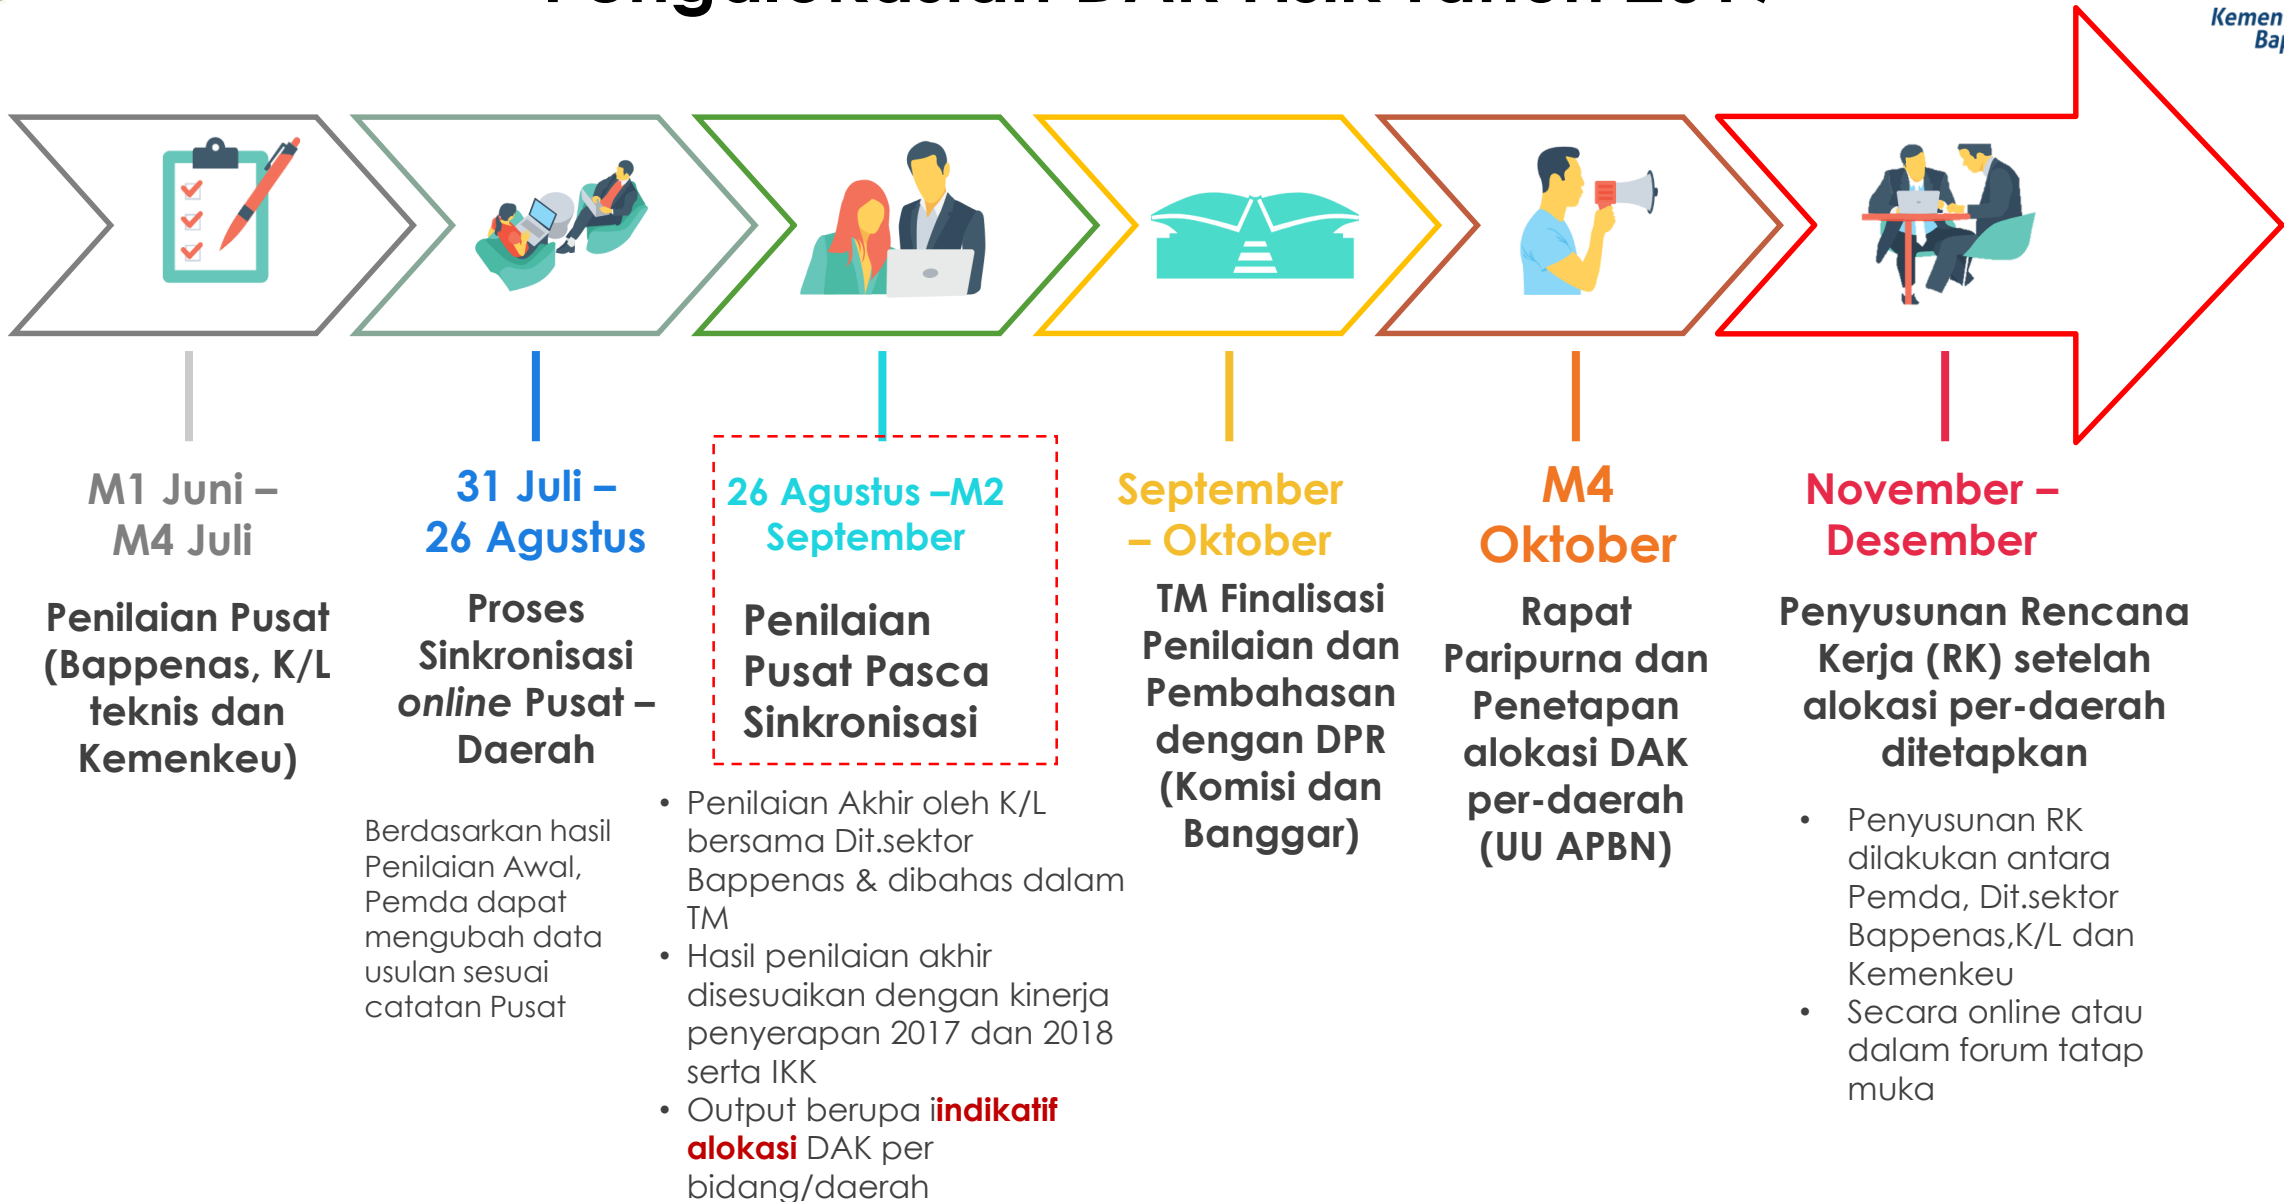 Pengalokasian DAK Fisik Tahun
Kemen
M1 Juni –
M4 Juli
Penilaian Pusat
(Bappenas, K/L
teknis dan
Kemenkeu)
31 Juli –
26 Agustus
Proses
Sinkronisasi
online Pusat –
Daerah
Berdasarkan hasil
Penilaian Awal,
Pemda dapat
mengubah data
usulan sesuai
catatan Pusat
26 Agustus –M2
September
Penilaian
Pusat Pasca
Sinkronisasi
• Penilaian Akhir oleh K/L
bersama Dit.sektor
Bappenas & dibahas dalam
TM
• Hasil penilaian akhir
disesuaikan dengan kinerja
penyerapan 2017 dan 2018
serta IKK
• Output berupa iindikatif
alokasi DAK per
bidang/daerah
September
– Oktober
TM Finalisasi
Penilaian dan
Pembahasan
dengan DPR
(Komisi dan
Banggar)
M4
Oktober
Rapat
Paripurna dan
Penetapan
alokasi DAK
per-daerah
(UU APBN)
November –
Desember
Penyusunan Rencana
Kerja (RK) setelah
alokasi per-daerah
ditetapkan
• Penyusunan RK
dilakukan antara
Pemda, Dit.sektor
Bappenas,K/L dan
Kemenkeu
• Secara online atau
dalam forum tatap
muka